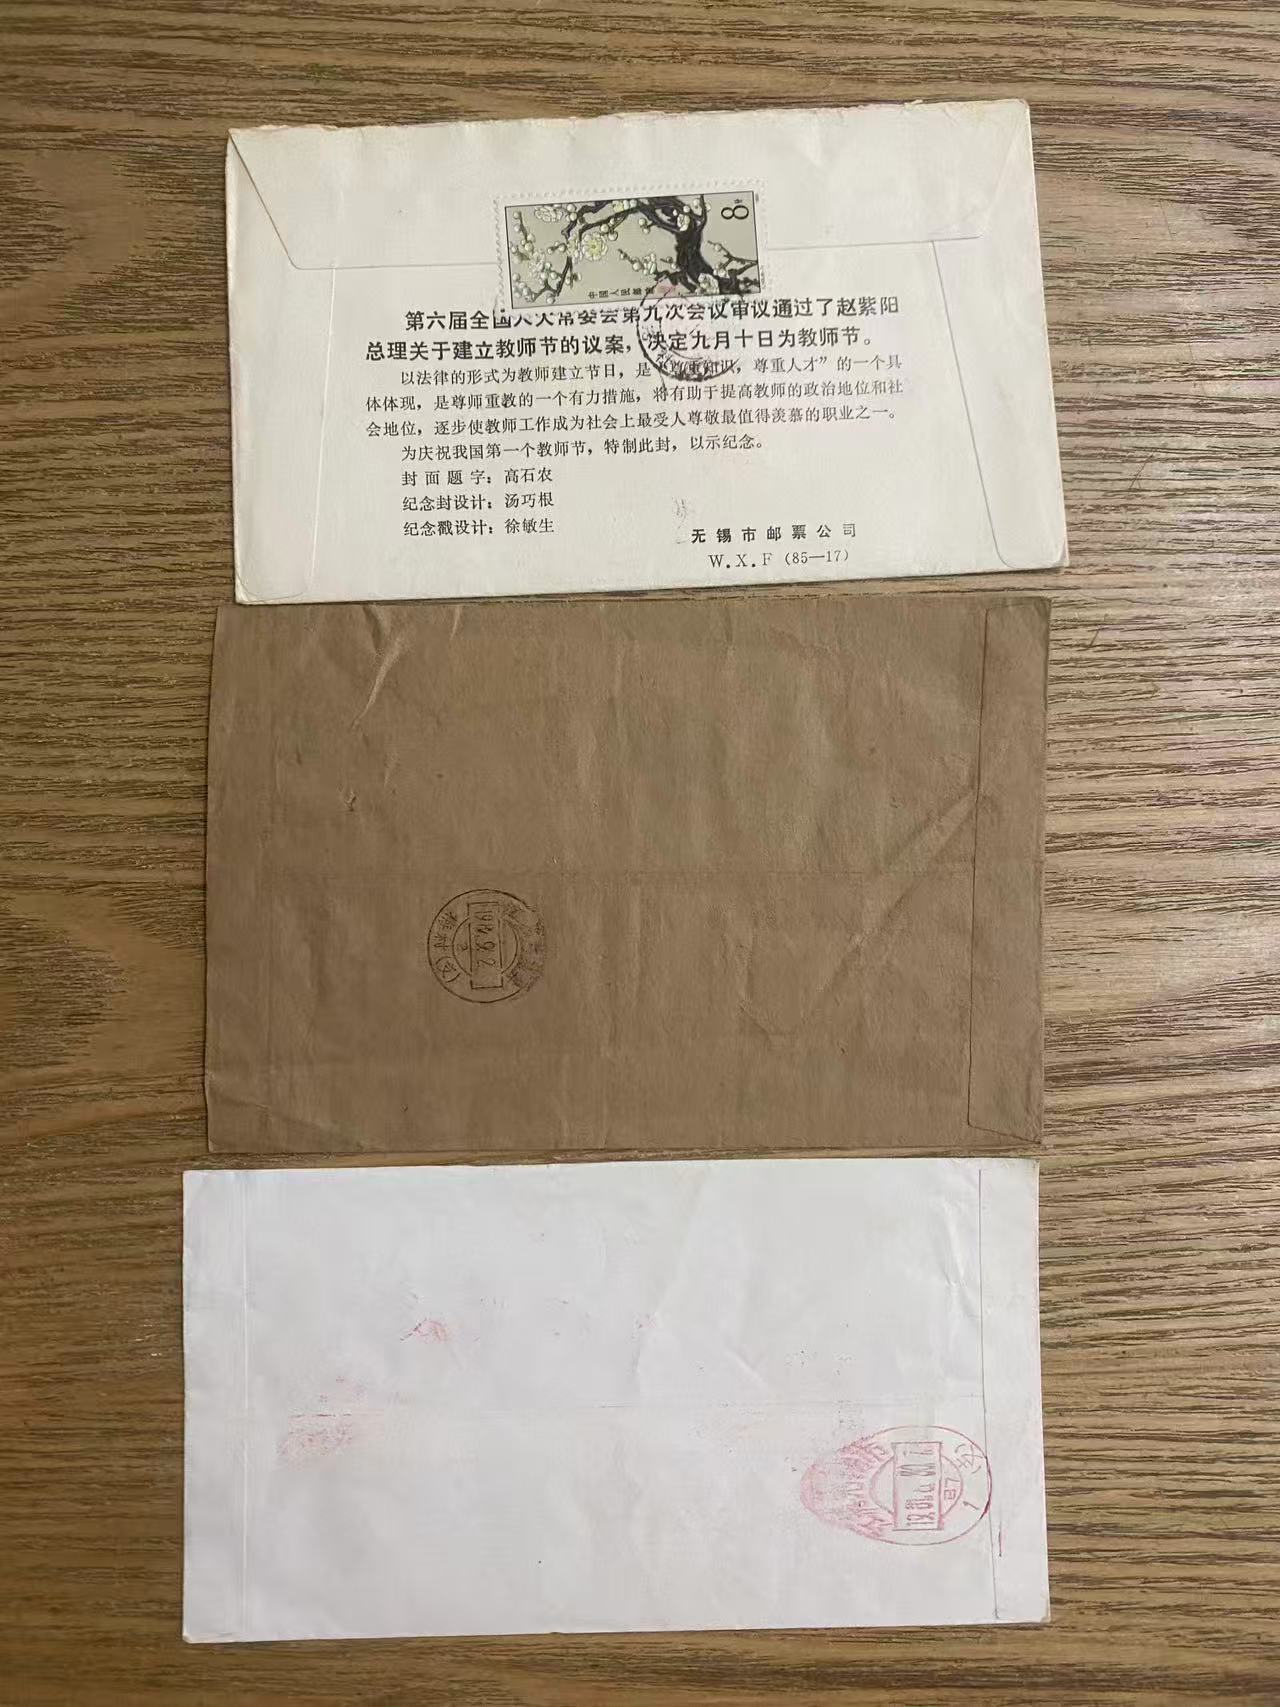 8分
中国人民邮政
第六届全国人大常委会第九次会议审议通过了赵紫阳
总理关于建立教师节的议案，决定九月十日为教师节。
以法律的形式为教师建立节日，是“尊重知识，尊重人才”的一个具
体体现，是尊师重教的一个有力措施，将有助于提高教师的政治地位和社
会地位，逐步使教师工作成为社会上最受人尊敬最值得羡慕的职业之一。
为庆祝我国第一个教师节，特制此封，以示纪念。
封面题字：高石农
纪念封设计：汤巧根
纪念戳设计：徐敏生
无锡市邮票公司
W.X.F (85—17)